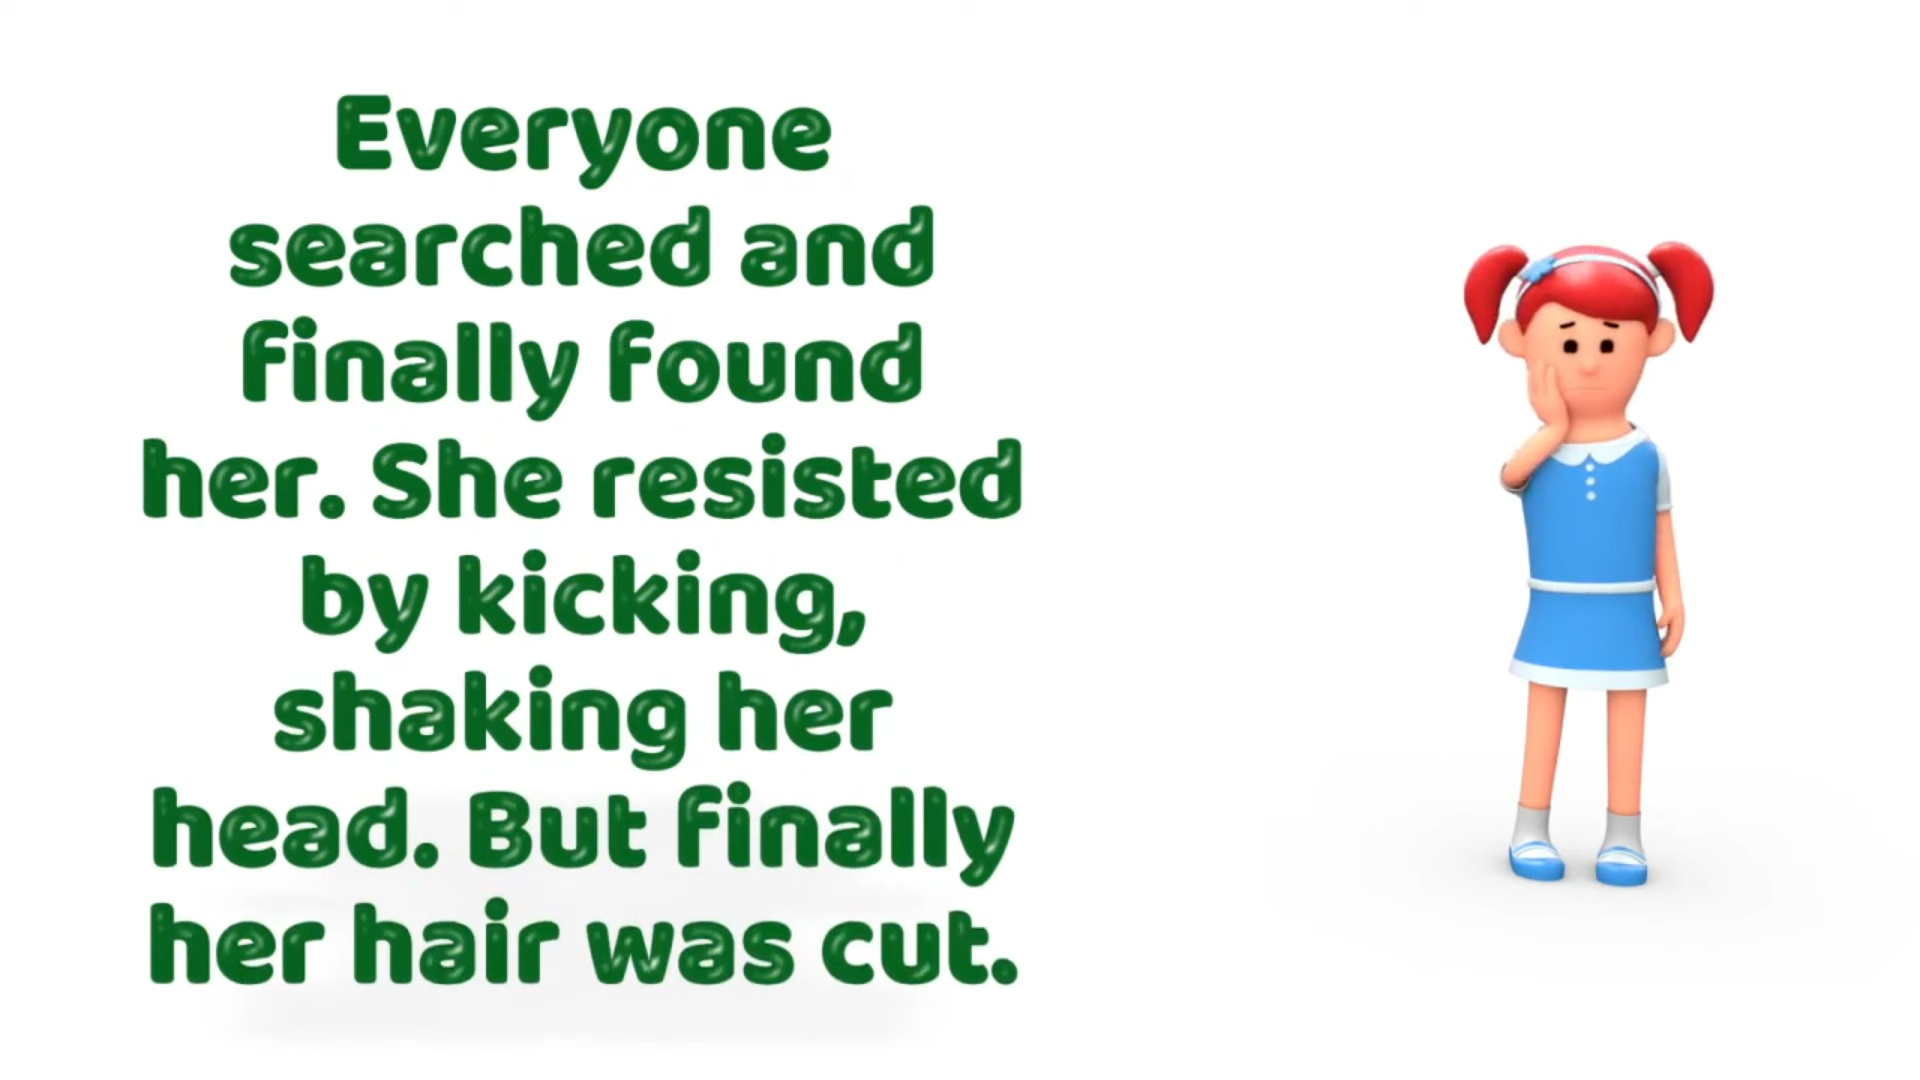 Everyone
searched and
finally found
her. She resisted
by kicking,
shaking her
head. But finally
her hair was cut.